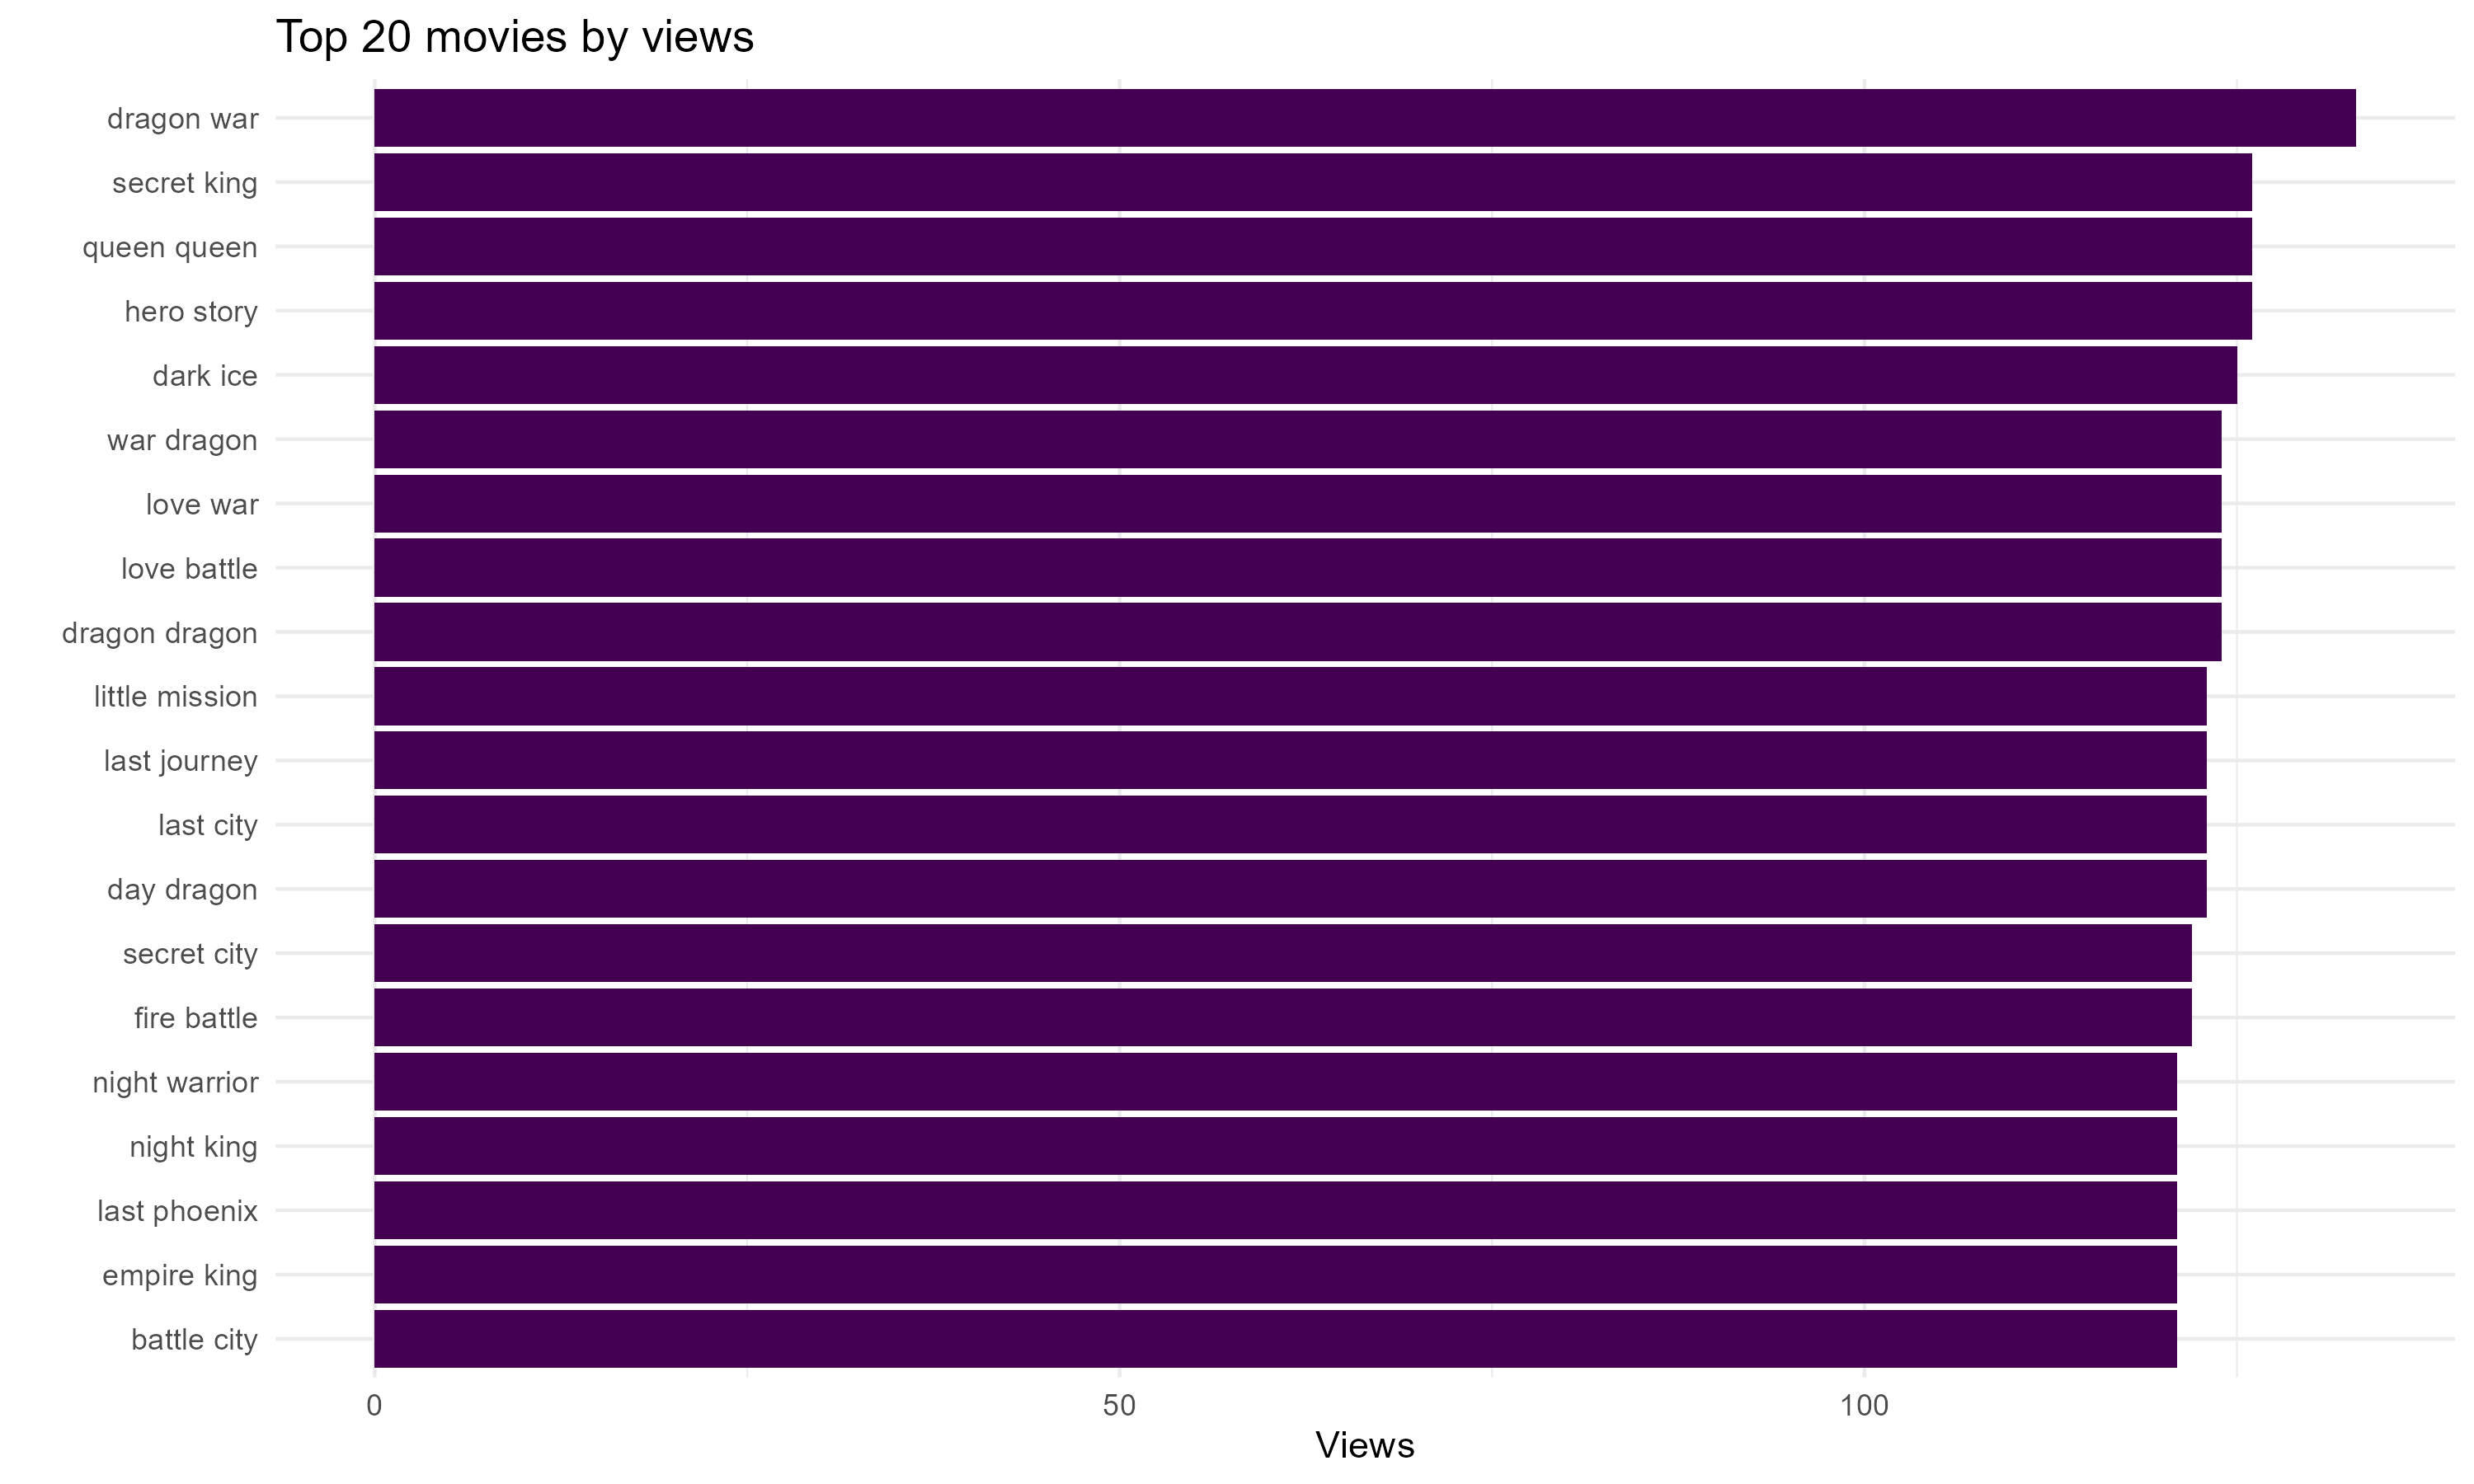 Top 20 movies by views
dragon war
secret king
queen queen
hero story
dark ice
war dragon
love war
love battle
dragon dragon
little mission
last journey
last city
day dragon
secret city
fire battle
night warrior
night king
last phoenix
empire king
battle city
0 50 100
Views